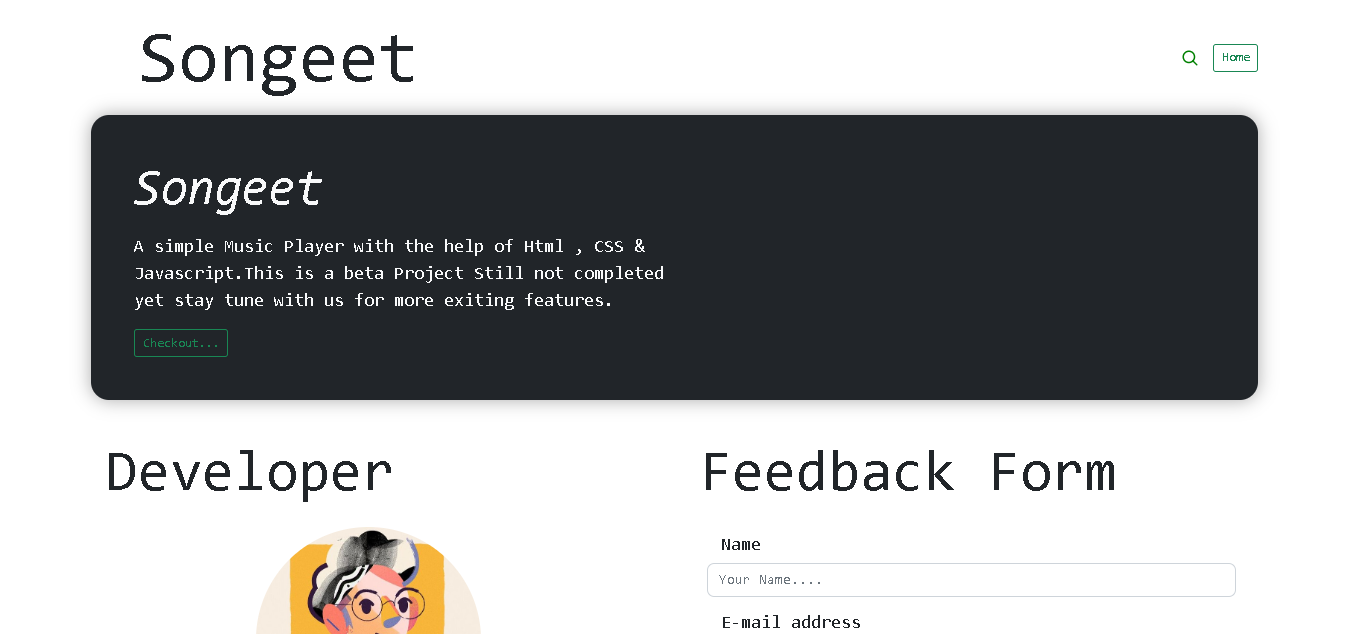 Songeet
Home
Songeet
A simple Music Player with the help of Html , CSS &
Javascript.This is a beta Project Still not completed
yet stay tune with us for more exiting features.
Checkout...
Developer
Feedback Form
Name
Your Name....
E-mail address